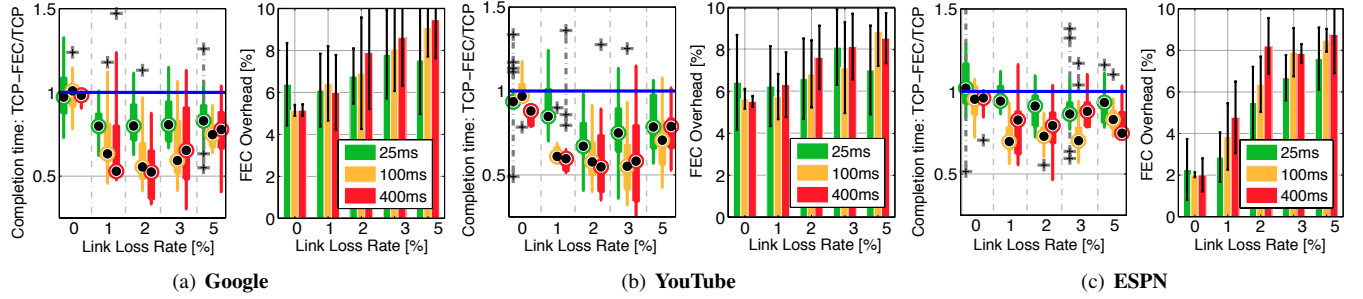 Completion time: TCP-FEC/TCP
1.5
1
0.5
0 1 2 3 5
Link Loss Rate [%]
FEC Overhead [%]
10
8
6
4
2
0
25ms
100ms
400ms
0 1 2 3 5
Link Loss Rate [%]
(a) Google
Completion time: TCP-FEC/TCP
1.5
1
0.5
0 1 2 3 5
Link Loss Rate [%]
FEC Overhead [%]
10
8
6
4
2
0
25ms
100ms
400ms
0 1 2 3 5
Link Loss Rate [%]
(b) YouTube
Completion time: TCP-FEC/TCP
1.5
1
0.5
0 1 2 3 5
Link Loss Rate [%]
FEC Overhead [%]
10
8
6
4
2
0
25ms
100ms
400ms
0 1 2 3 5
Link Loss Rate [%]
(c) ESPN